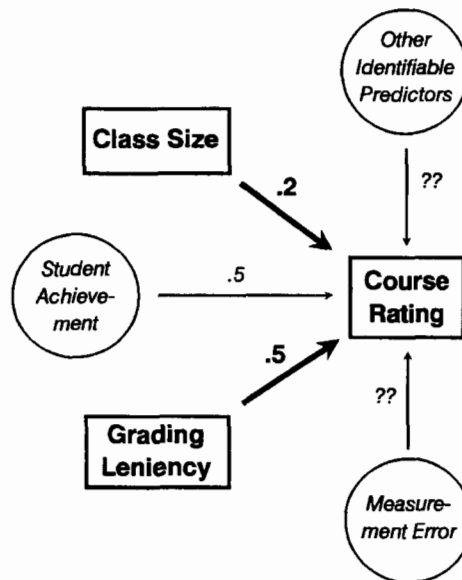 Other
Identifiable
Predictors
Class Size
.2
??
Student
Achieve-
ment
.5
Course
Rating
.5
??
Grading
Leniency
Measure-
ment Error